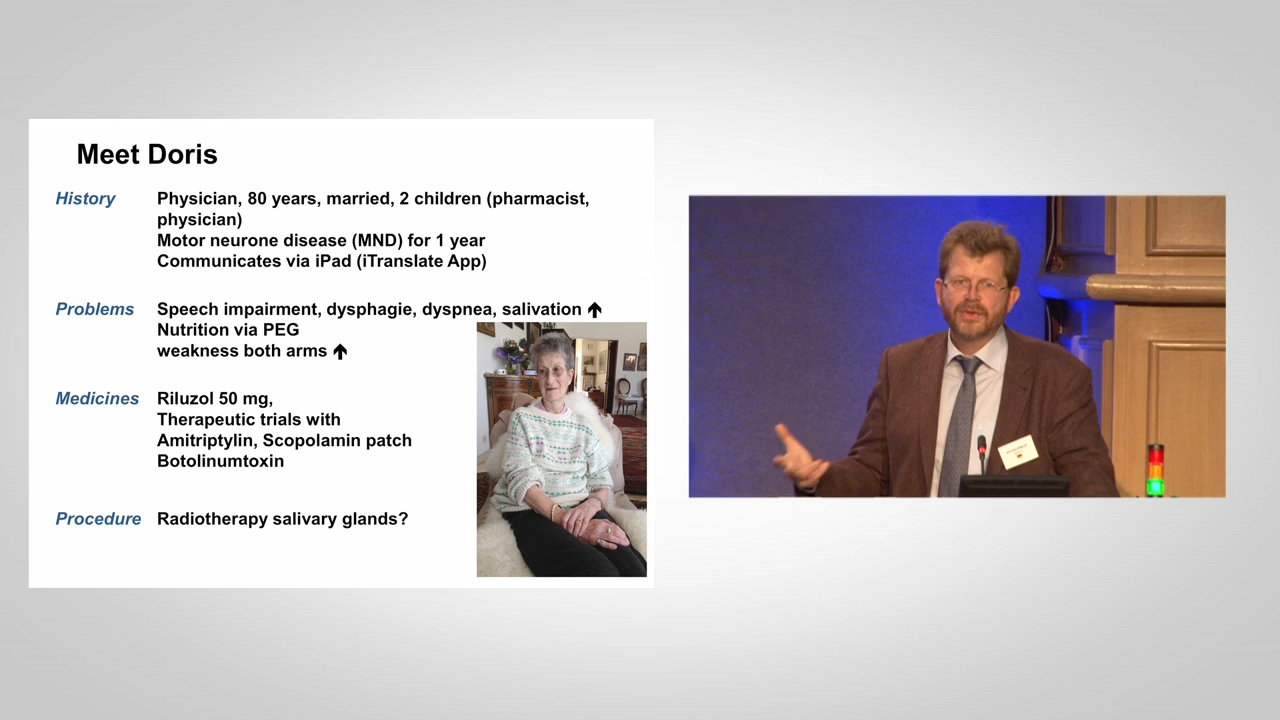 Meet Doris
History Physician, 80 years, married, 2 children (pharmacist,
physician)
Motor neurone disease (MND) for 1 year
Communicates via iPad (iTranslate App)
Problems Speech impairment, dysphagie, dyspnea, salivation ↑
Nutrition via PEG
weakness both arms ↑
Medicines Riluzol 50 mg,
Therapeutic trials with
Amitriptylin, Scopolamin patch
Botolinumtoxin
Procedure Radiotherapy salivary glands?